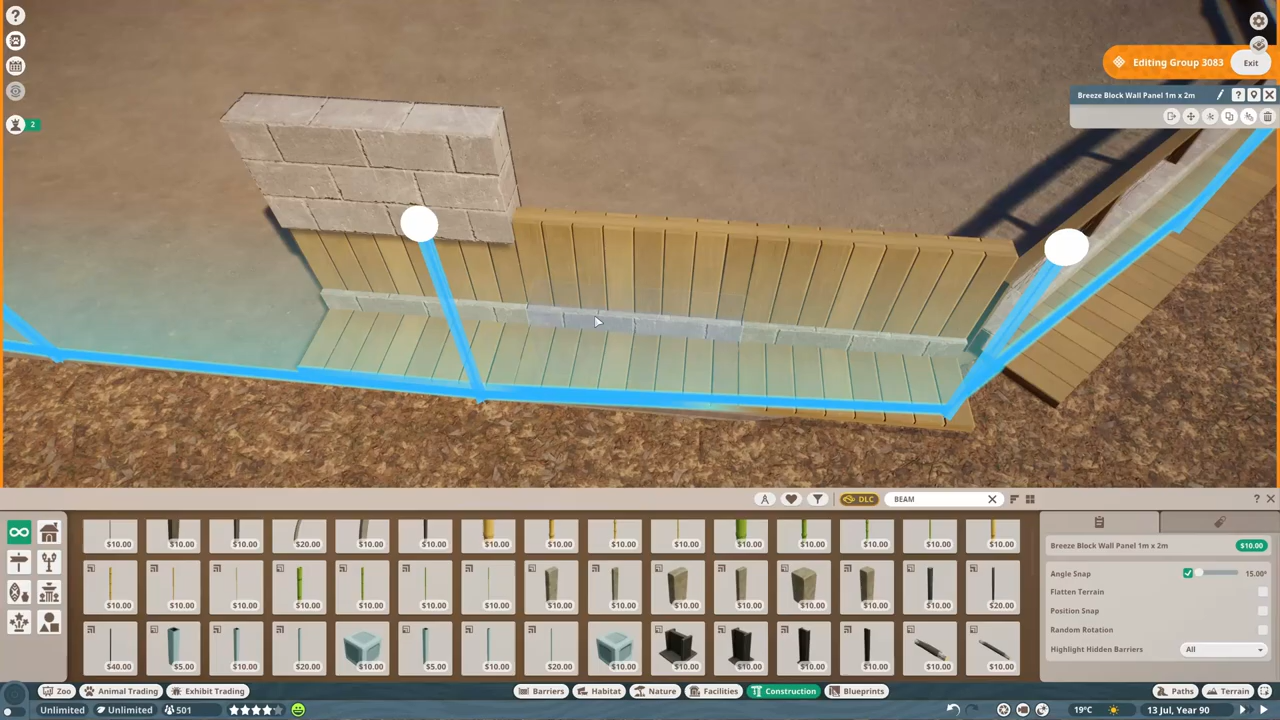 ?
Editing Group 3083
Exit
Breeze Block Wall Panel 1m x 2m
?
2
DLC
BEAM
?
$10.00 $10.00 $10.00 $20.00 $10.00 $10.00 $10.00 $10.00 $10.00 $10.00 $10.00 $10.00 $10.00 $10.00 $10.00
$10.00 $10.00 $10.00 $10.00 $10.00 $10.00 $10.00 $10.00 $10.00 $10.00 $10.00 $10.00 $10.00 $10.00 $20.00
$40.00 $5.00 $10.00 $20.00 $10.00 $5.00 $10.00 $20.00 $10.00 $10.00 $10.00 $10.00 $10.00 $10.00 $10.00
Breeze Block Wall Panel 1m x 2m $10.00
Angle Snap 15.00°
Flatten Terrain
Position Snap
Random Rotation
Highlight Hidden Barriers All
Zoo Animal Trading Exhibit Trading Barriers Habitat Nature Facilities Construction Blueprints Paths Terrain
Unlimited Unlimited 501 19°C 13 Jul, Year 90